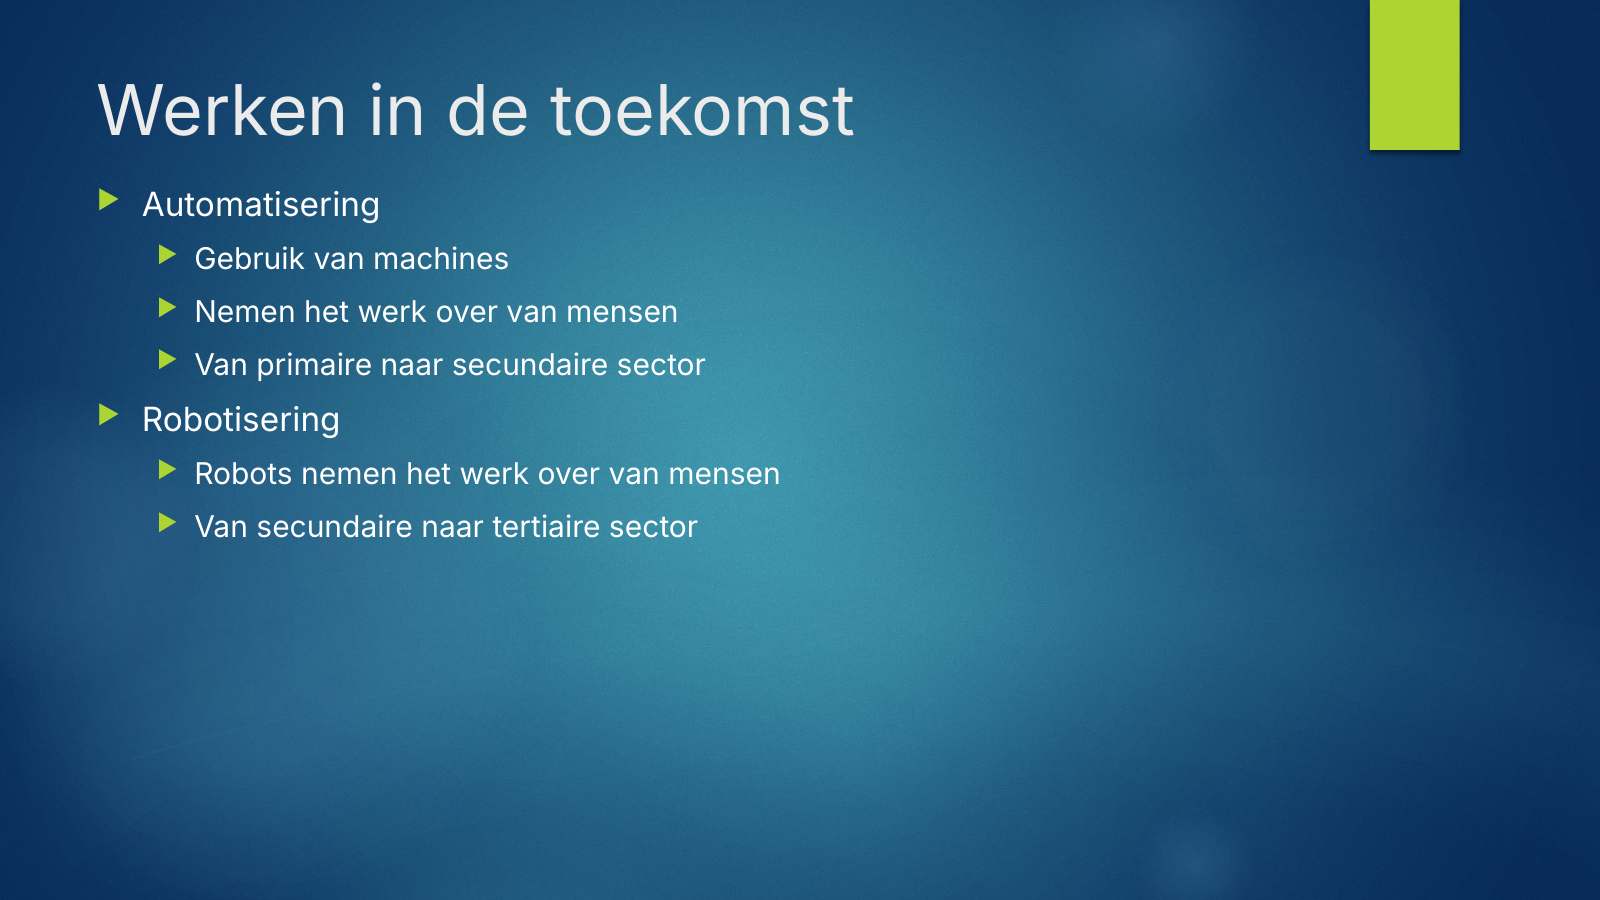 Werken in de toekomst
Automatisering
Gebruik van machines
Nemen het werk over van mensen
Van primaire naar secundaire sector
Robotisering
Robots nemen het werk over van mensen
Van secundaire naar tertiaire sector